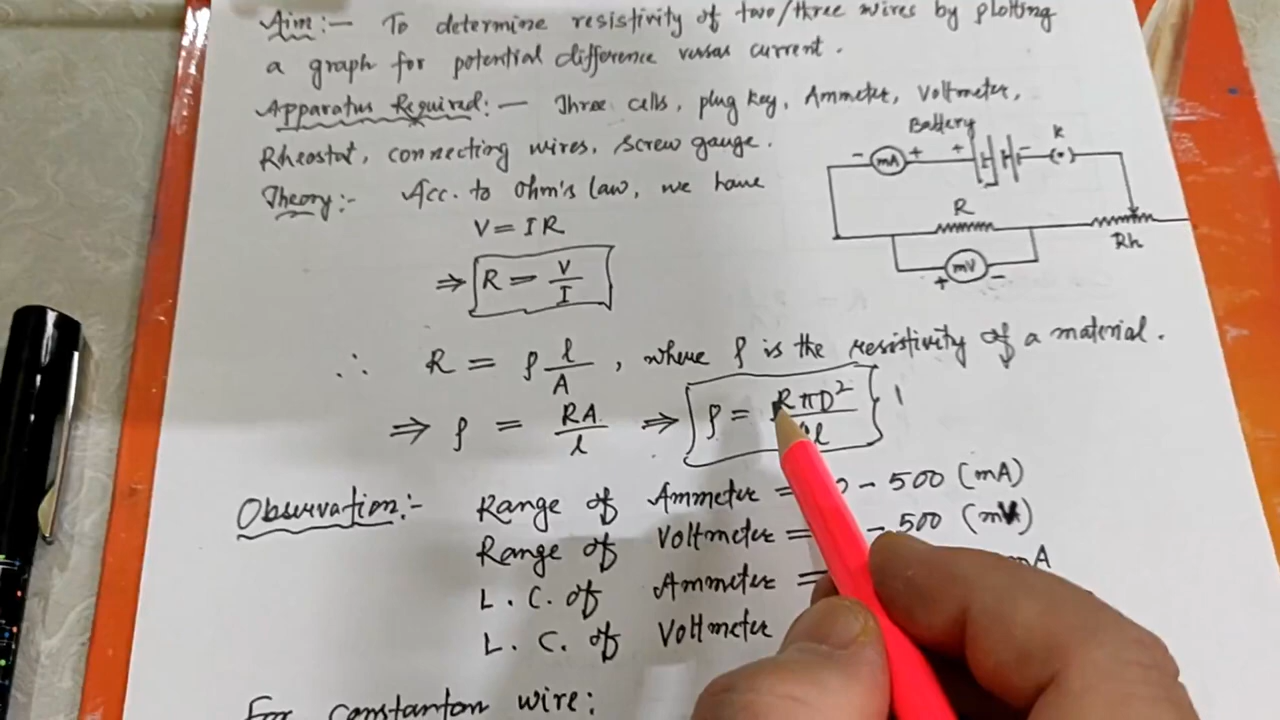 Aim:- To determine resistivity of two/three wires by plotting
a graph for potential difference versus current.
Apparatus Required:- Three cells, plug key, Ammeter, Voltmeter,
Rheostat, connecting wires, screw gauge.
Theory:- Acc. to Ohm's law, we have
V = IR
⇒ R = V/I
Battery
- mA + + K
R
Rh
+ mV -
∴ R = ρ l/A, where ρ is the resistivity of a material.
⇒ ρ = RA/l ⇒ ρ = RπD²/ l
Observation:- Range of Ammeter = - 500 (mA)
Range of Voltmeter = - 500 (mV)
L. C. of Ammeter = mA
L. C. of Voltmeter
For constanton wire: